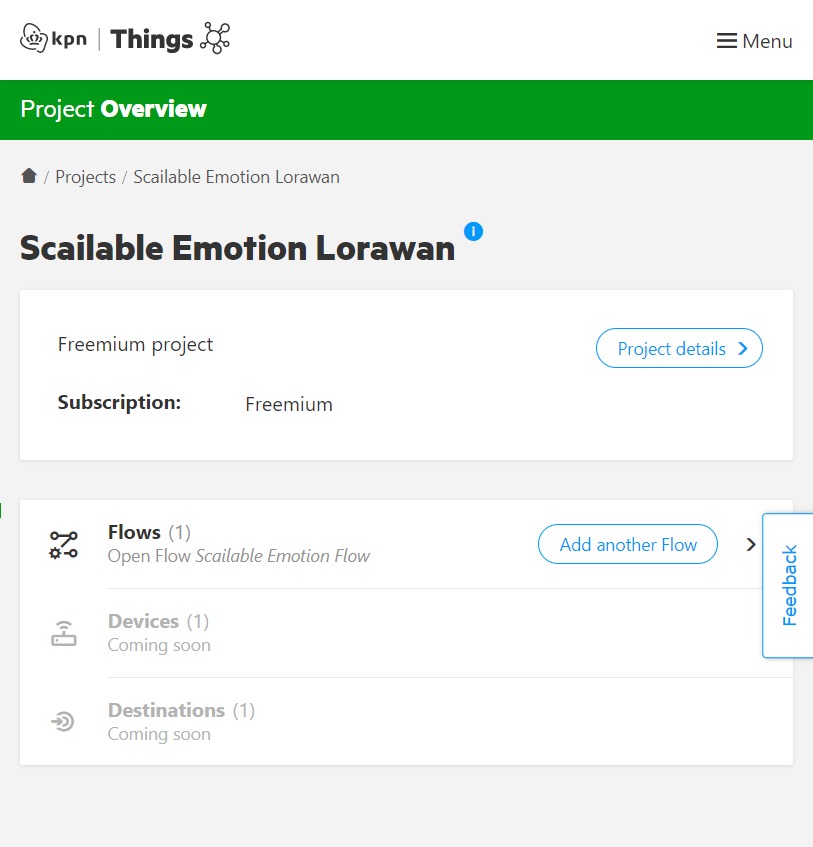 kpn | Things
Menu
Project Overview
/ Projects / Scailable Emotion Lorawan
Scailable Emotion Lorawan i
Freemium project
Project details
Subscription: Freemium
Flows (1)
Open Flow Scailable Emotion Flow
Add another Flow
Feedback
Devices (1)
Coming soon
Destinations (1)
Coming soon